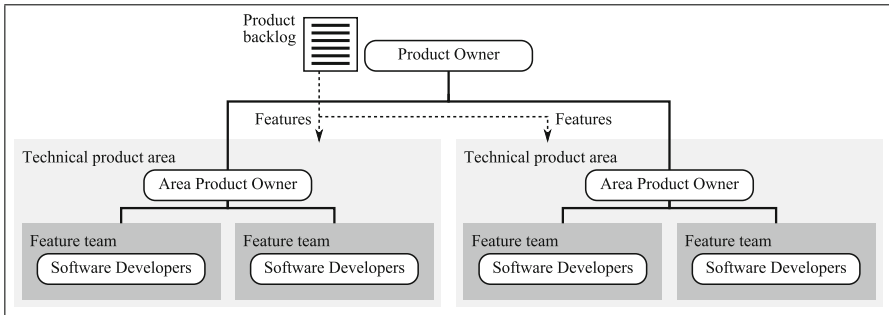 Product
backlog
Product Owner
Features
Features
Technical product area
Technical product area
Area Product Owner
Area Product Owner
Feature team
Feature team
Feature team
Feature team
Software Developers
Software Developers
Software Developers
Software Developers